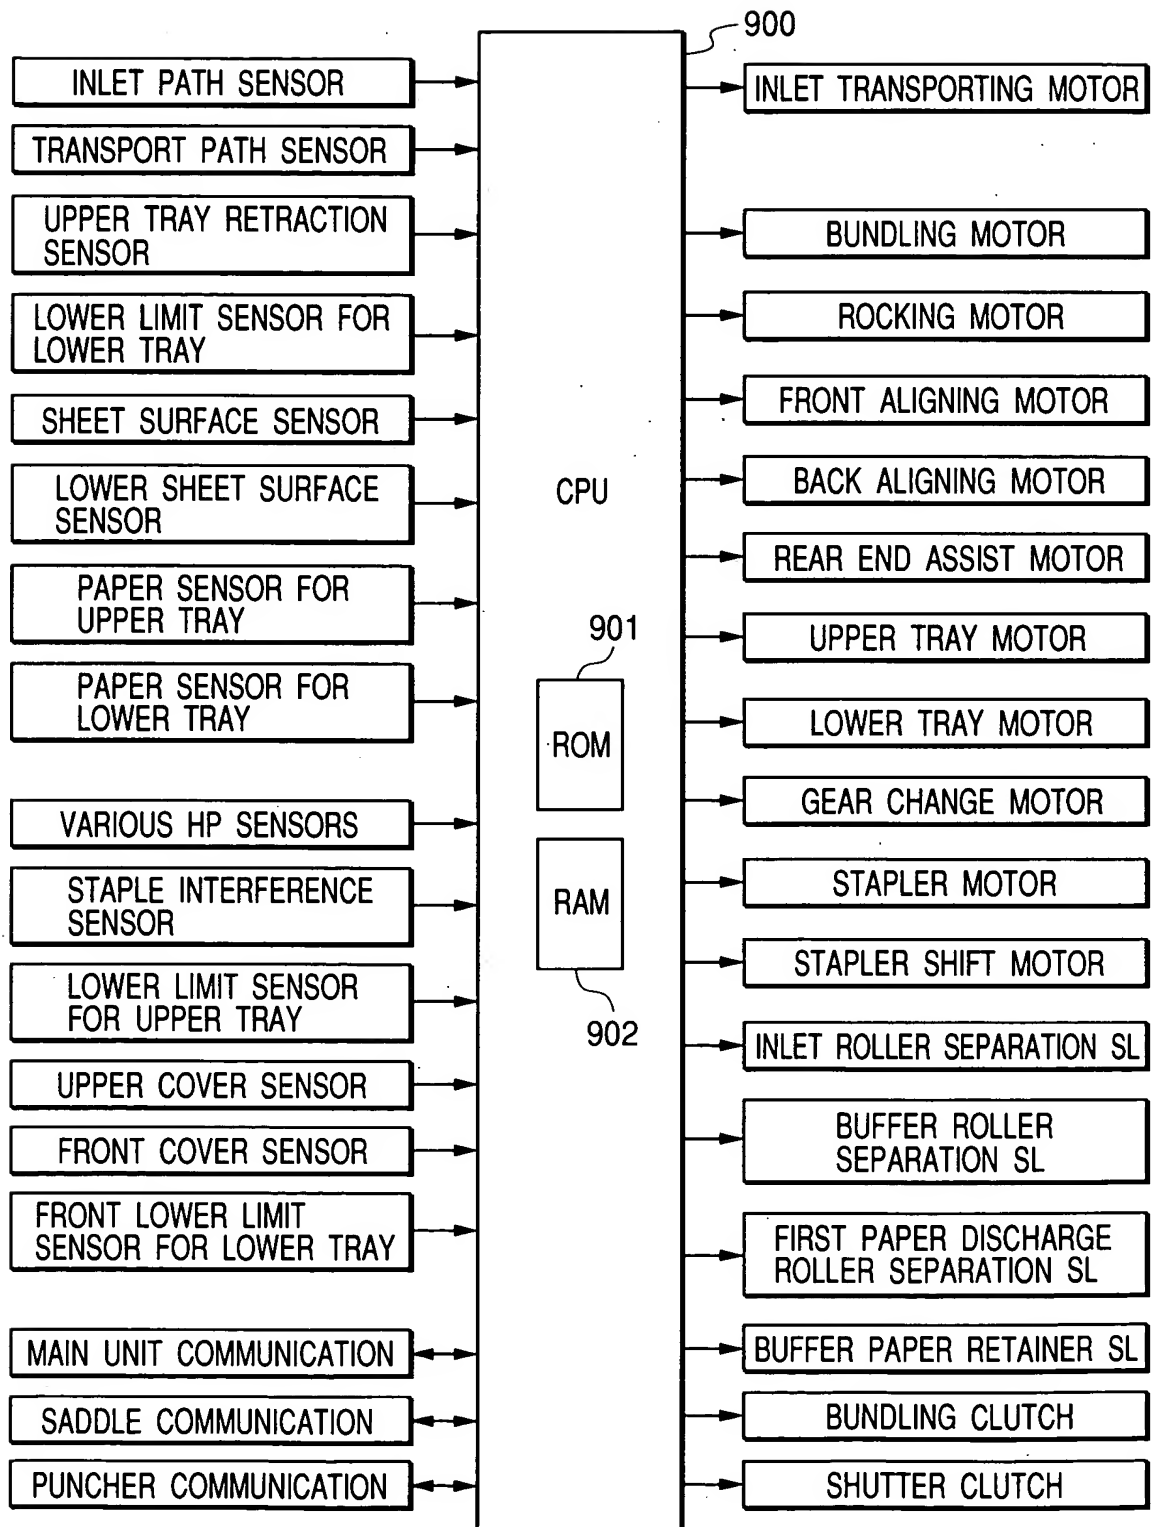 900
INLET PATH SENSOR
TRANSPORT PATH SENSOR
UPPER TRAY RETRACTION
SENSOR
LOWER LIMIT SENSOR FOR
LOWER TRAY
SHEET SURFACE SENSOR
LOWER SHEET SURFACE
SENSOR
PAPER SENSOR FOR
UPPER TRAY
PAPER SENSOR FOR
LOWER TRAY
VARIOUS HP SENSORS
STAPLE INTERFERENCE
SENSOR
LOWER LIMIT SENSOR
FOR UPPER TRAY
UPPER COVER SENSOR
FRONT COVER SENSOR
FRONT LOWER LIMIT
SENSOR FOR LOWER TRAY
MAIN UNIT COMMUNICATION
SADDLE COMMUNICATION
PUNCHER COMMUNICATION
CPU
901
ROM
RAM
902
INLET TRANSPORTING MOTOR
BUNDLING MOTOR
ROCKING MOTOR
FRONT ALIGNING MOTOR
BACK ALIGNING MOTOR
REAR END ASSIST MOTOR
UPPER TRAY MOTOR
LOWER TRAY MOTOR
GEAR CHANGE MOTOR
STAPLER MOTOR
STAPLER SHIFT MOTOR
INLET ROLLER SEPARATION SL
BUFFER ROLLER
SEPARATION SL
FIRST PAPER DISCHARGE
ROLLER SEPARATION SL
BUFFER PAPER RETAINER SL
BUNDLING CLUTCH
SHUTTER CLUTCH